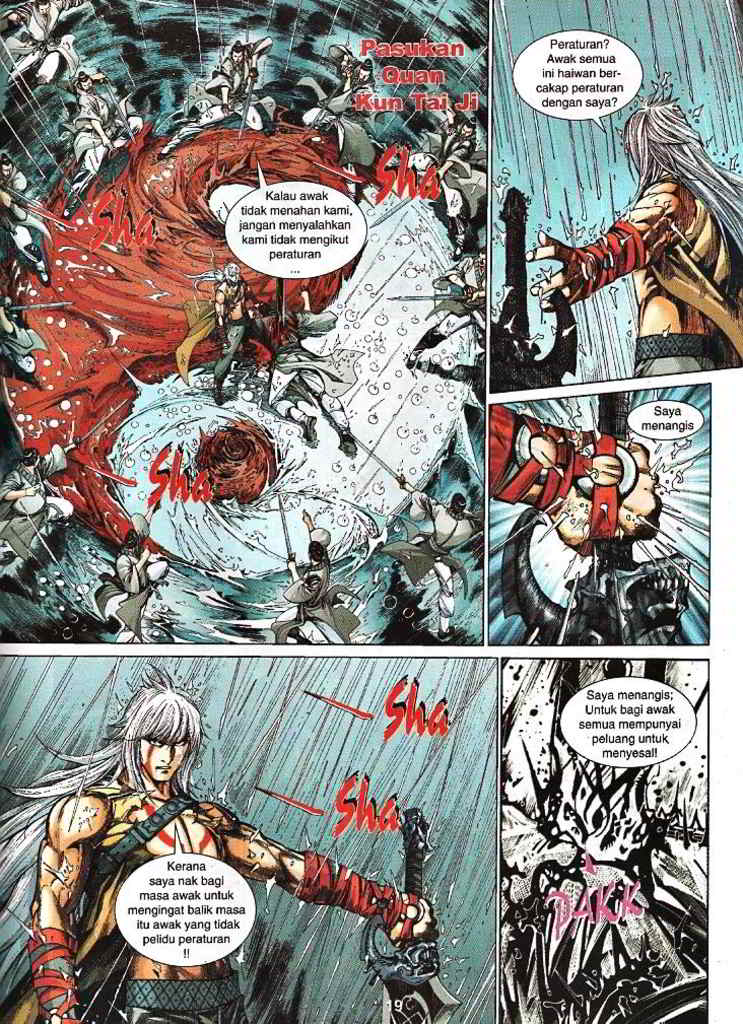 Pasukan
Quan
Kun Tai Ji
Sha
Kalau awak
tidak menahan kami,
jangan menyalahkan
kami tidak mengikut
peraturan
...
Sha
Sha
Peraturan?
Awak semua
ini haiwan ber-
cakap peraturan
dengan saya?
Saya
menangis
Sha
Sha
Kerana
saya nak bagi
masa awak untuk
mengingat balik masa
itu awak yang tidak
pelidu peraturan
!!
Saya menangis;
Untuk bagi awak
semua mempunyai
peluang untuk
menyesal!
DAKK
19